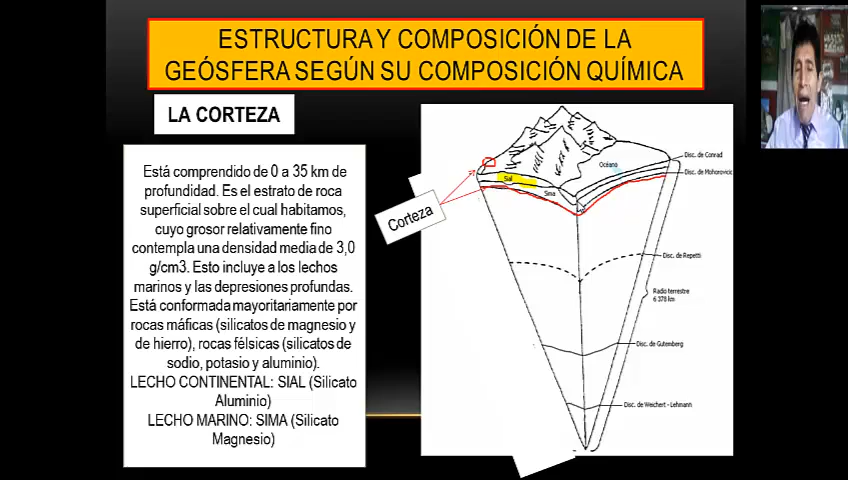 ESTRUCTURA Y COMPOSICIÓN DE LA
GEÓSFERA SEGÚN SU COMPOSICIÓN QUÍMICA
LA CORTEZA
Está comprendido de 0 a 35 km de
profundidad. Es el estrato de roca
superficial sobre el cual habitamos,
cuyo grosor relativamente fino
contempla una densidad media de 3,0
g/cm3. Esto incluye a los lechos
marinos y las depresiones profundas.
Está conformada mayoritariamente por
rocas máficas (silicatos de magnesio y
de hierro), rocas félsicas (silicatos de
sodio, potasio y aluminio).
LECHO CONTINENTAL: SIAL (Silicato
Aluminio)
LECHO MARINO: SIMA (Silicato
Magnesio)
Corteza
Sial
Sima
Océano
Disc. de Conrad
Disc. de Mohorovicic
Disc. de Repetti
Radio terrestre
6 378 km
Disc. de Gutemberg
Disc. de Weichert - Lehmann